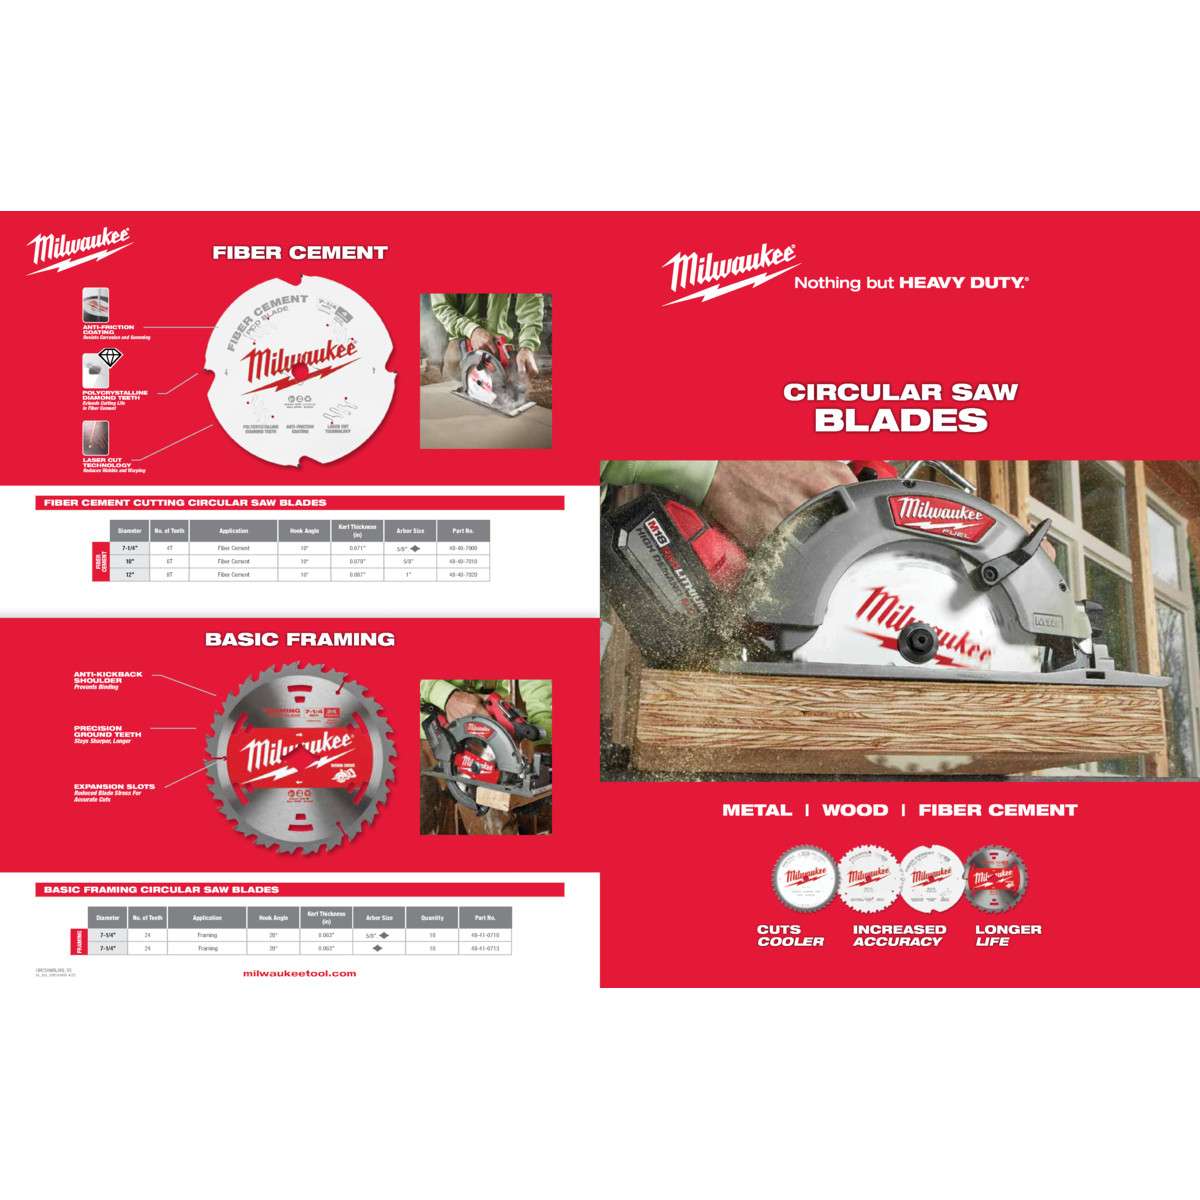 Milwaukee
FIBER CEMENT
ANTI-FRICTION
COATING
Resists Corrosion and Gumming
POLYCRYSTALLINE
DIAMOND TEETH
Extends Cutting Life
in Fiber Cement
LASER CUT
TECHNOLOGY
Reduces Wobble and Warping
FIBER CEMENT
PCD BLADE
7-1/4
Milwaukee
POLYCRYSTALLINE
DIAMOND TEETH
ANTI-FRICTION
COATING
LASER CUT
TECHNOLOGY
FIBER CEMENT CUTTING CIRCULAR SAW BLADES
Diameter No. of Teeth Application Hook Angle Kerf Thickness (in) Arbor Size Part No.
FIBER
CEMENT
7-1/4" 4T Fiber Cement 10° 0.071" 5/8" 48-40-7000
10" 6T Fiber Cement 10° 0.079" 5/8" 48-40-7010
12" 8T Fiber Cement 10° 0.087" 1" 48-40-7020
BASIC FRAMING
ANTI-KICKBACK
SHOULDER
Prevents Binding
PRECISION
GROUND TEETH
Stays Sharper, Longer
EXPANSION SLOTS
Reduced Blade Stress For
Accurate Cuts
FRAMING
7-1/4
24
Milwaukee
BASIC FRAMING CIRCULAR SAW BLADES
Diameter No. of Teeth Application Hook Angle Kerf Thickness (in) Arbor Size Quantity Part No.
FRAMING
7-1/4" 24 Framing 20° 0.063" 5/8" 10 48-41-0710
7-1/4" 24 Framing 20° 0.063" 10 48-41-0713
milwaukeetool.com
Milwaukee
Nothing but HEAVY DUTY.®
CIRCULAR SAW
BLADES
Milwaukee
FUEL
M18 REDLITHIUM
HIGH
Milwaukee
METAL | WOOD | FIBER CEMENT
Milwaukee
Milwaukee
Milwaukee
Milwaukee
CUTS
COOLER
INCREASED
ACCURACY
LONGER
LIFE